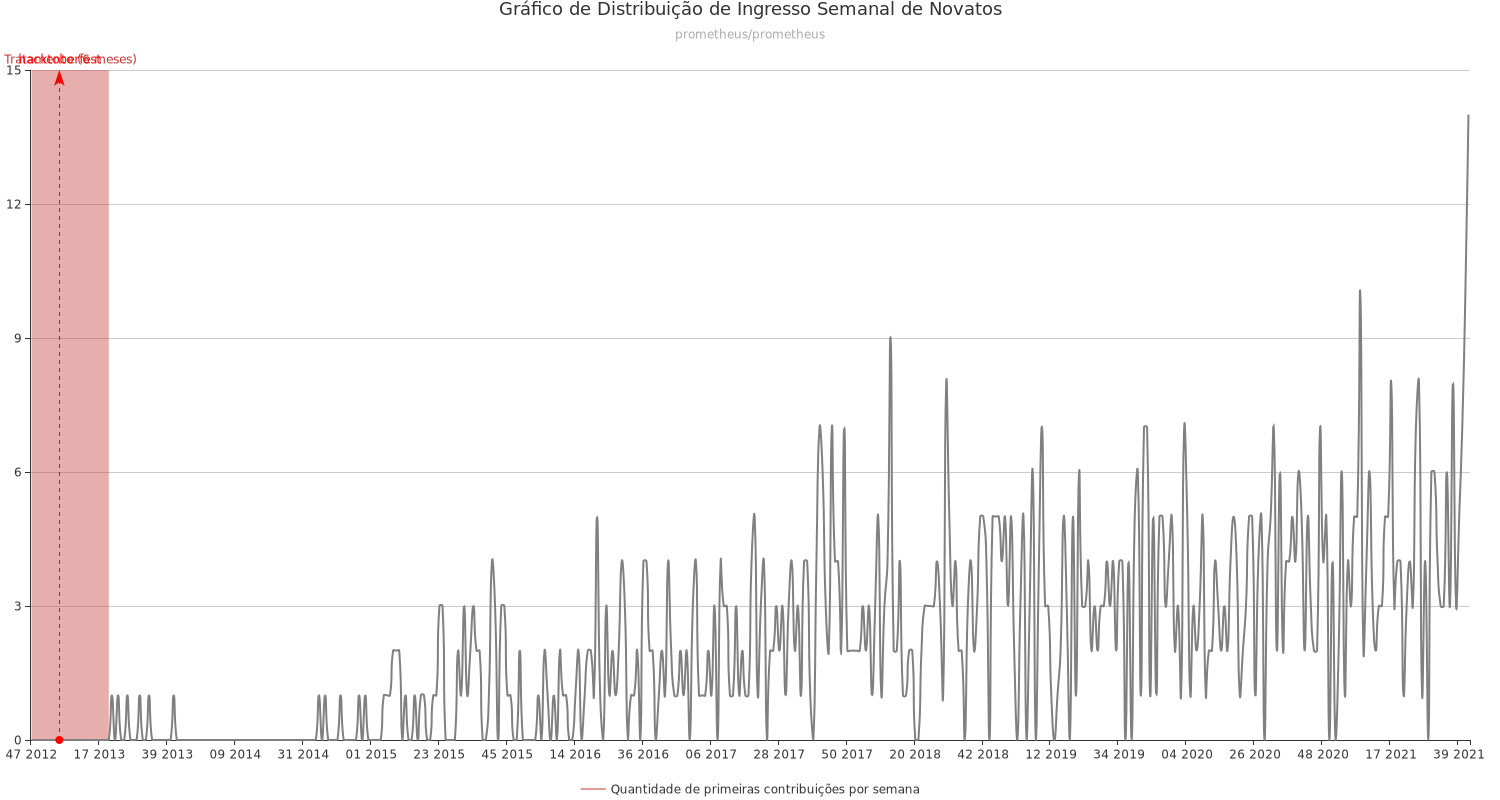 Gráfico de Distribuição de Ingresso Semanal de Novatos
prometheus/prometheus
15
12
9
6
3
0
47 2012 17 2013 39 2013 09 2014 31 2014 01 2015 23 2015 45 2015 14 2016 36 2016 06 2017 28 2017 50 2017 20 2018 42 2018 12 2019 34 2019 04 2020 26 2020 48 2020 17 2021 39 2021
Quantidade de primeiras contribuições por semana